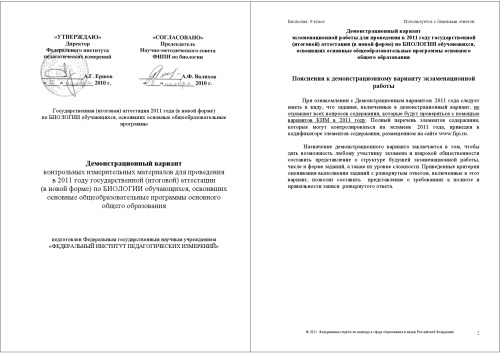 «УТВЕРЖДАЮ»
Директор
Федерального института
педагогических измерений
А.Г. Ершов
2010 г.
«СОГЛАСОВАНО»
Председатель
Научно-методического совета
ФИПИ по биологии
А.Ф. Валихов
2010 г.
Государственная (итоговая) аттестация 2011 года (в новой форме)
по БИОЛОГИИ обучающихся, освоивших основные общеобразовательные
программы
Демонстрационный вариант
контрольных измерительных материалов для проведения
в 2011 году государственной (итоговой) аттестации
(в новой форме) по БИОЛОГИИ обучающихся, освоивших
основные общеобразовательные программы основного
общего образования
подготовлен Федеральным государственным научным учреждением
«ФЕДЕРАЛЬНЫЙ ИНСТИТУТ ПЕДАГОГИЧЕСКИХ ИЗМЕРЕНИЙ»
Биология. 9 класс Используется с бланками ответов
Демонстрационный вариант
экзаменационной работы для проведения в 2011 году государственной
(итоговой) аттестации (в новой форме) по БИОЛОГИИ обучающихся,
освоивших основные общеобразовательные программы основного
общего образования
Пояснения к демонстрационному варианту экзаменационной
работы
При ознакомлении с Демонстрационным вариантом 2011 года следует
иметь в виду, что задания, включенные в демонстрационный вариант, не
отражают всех вопросов содержания, которые будут проверяться с помощью
вариантов КИМ в 2011 году. Полный перечень элементов содержания,
которые могут контролироваться на экзамене 2011 года, приведен в
кодификаторе элементов содержания, размещенном на сайте www.fipi.ru.
Назначение демонстрационного варианта заключается в том, чтобы
дать возможность любому участнику экзамена и широкой общественности
составить представление о структуре будущей экзаменационной работы,
числе и форме заданий, а также их уровне сложности. Приведенные критерии
оценивания выполнения заданий с развернутым ответом, включенные в этот
вариант, позволят составить представление о требованиях к полноте и
правильности записи развернутого ответа.
© 2011 Федеральная служба по надзору в сфере образования и науки Российской Федерации
2